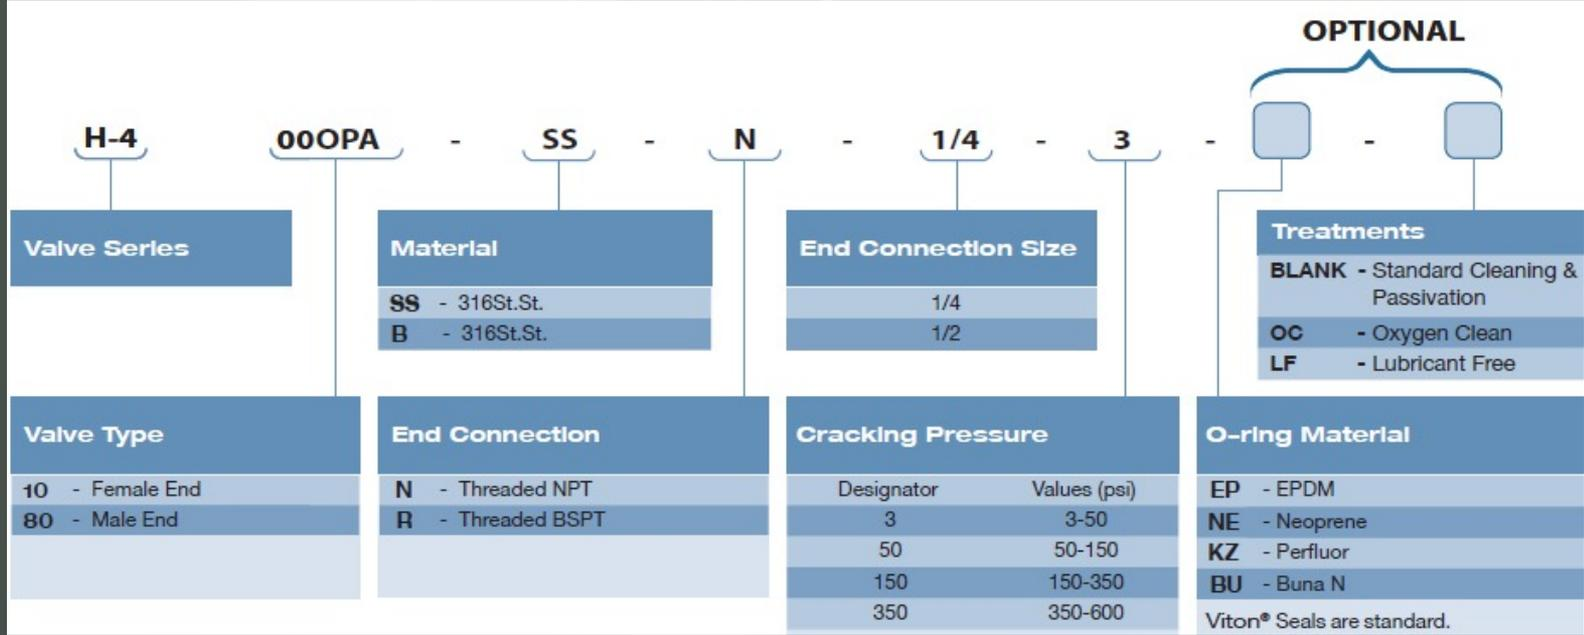 OPTIONAL
H-4 00OPA - SS - N - 1/4 - 3 - -
Valve Series
Material
SS - 316St.St.
B - 316St.St.
End Connection Size
1/4
1/2
Treatments
BLANK - Standard Cleaning &
Passivation
OC - Oxygen Clean
LF - Lubricant Free
Valve Type
10 - Female End
80 - Male End
End Connection
N - Threaded NPT
R - Threaded BSPT
Cracking Pressure
Designator Values (psi)
3 3-50
50 50-150
150 150-350
350 350-600
O-ring Material
EP - EPDM
NE - Neoprene
KZ - Perfluor
BU - Buna N
Viton® Seals are standard.